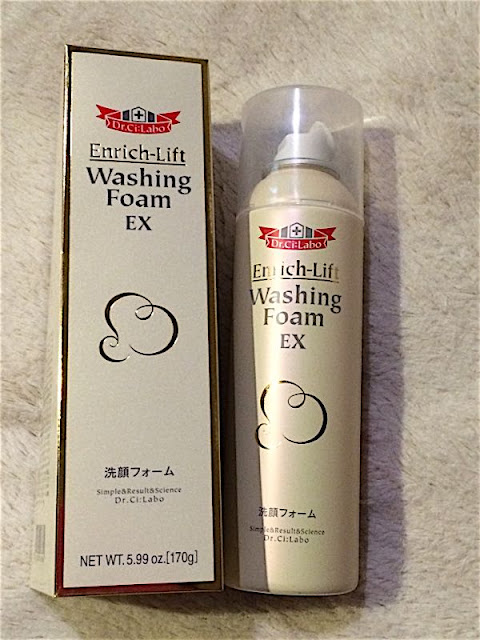 Dr.Ci:Labo
Enrich-Lift
Washing
Foam
EX
洗顔フォーム
Simple&Result&Science
Dr.Ci:Labo
NET WT. 5.99 oz.[170g]
Dr.Ci:Labo
Enrich-Lift
Washing
Foam
EX
洗顔フォーム
Simple&Result&Science
Dr.Ci:Labo